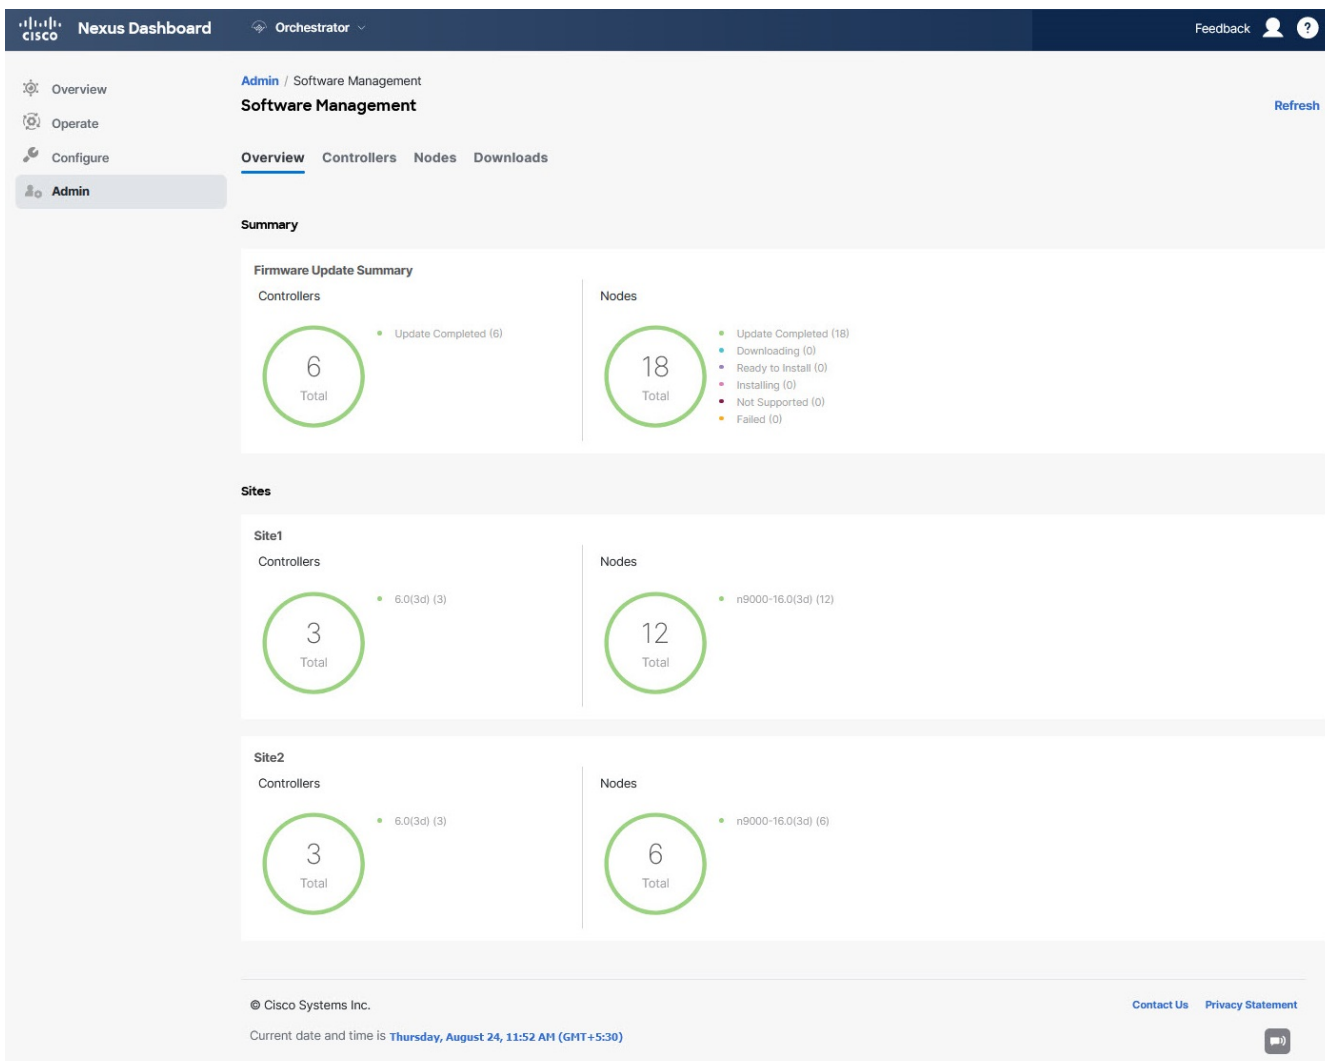 cisco Nexus Dashboard Orchestrator Feedback ?
Overview
Operate
Configure
Admin
Admin / Software Management
Software Management
Refresh
Overview Controllers Nodes Downloads
Summary
Firmware Update Summary
Controllers
6
Total
Update Completed (6)
Nodes
18
Total
Update Completed (18)
Downloading (0)
Ready to Install (0)
Installing (0)
Not Supported (0)
Failed (0)
Sites
Site1
Controllers
3
Total
6.0(3d) (3)
Nodes
12
Total
n9000-16.0(3d) (12)
Site2
Controllers
3
Total
6.0(3d) (3)
Nodes
6
Total
n9000-16.0(3d) (6)
© Cisco Systems Inc.
Contact Us Privacy Statement
Current date and time is Thursday, August 24, 11:52 AM (GMT+5:30)